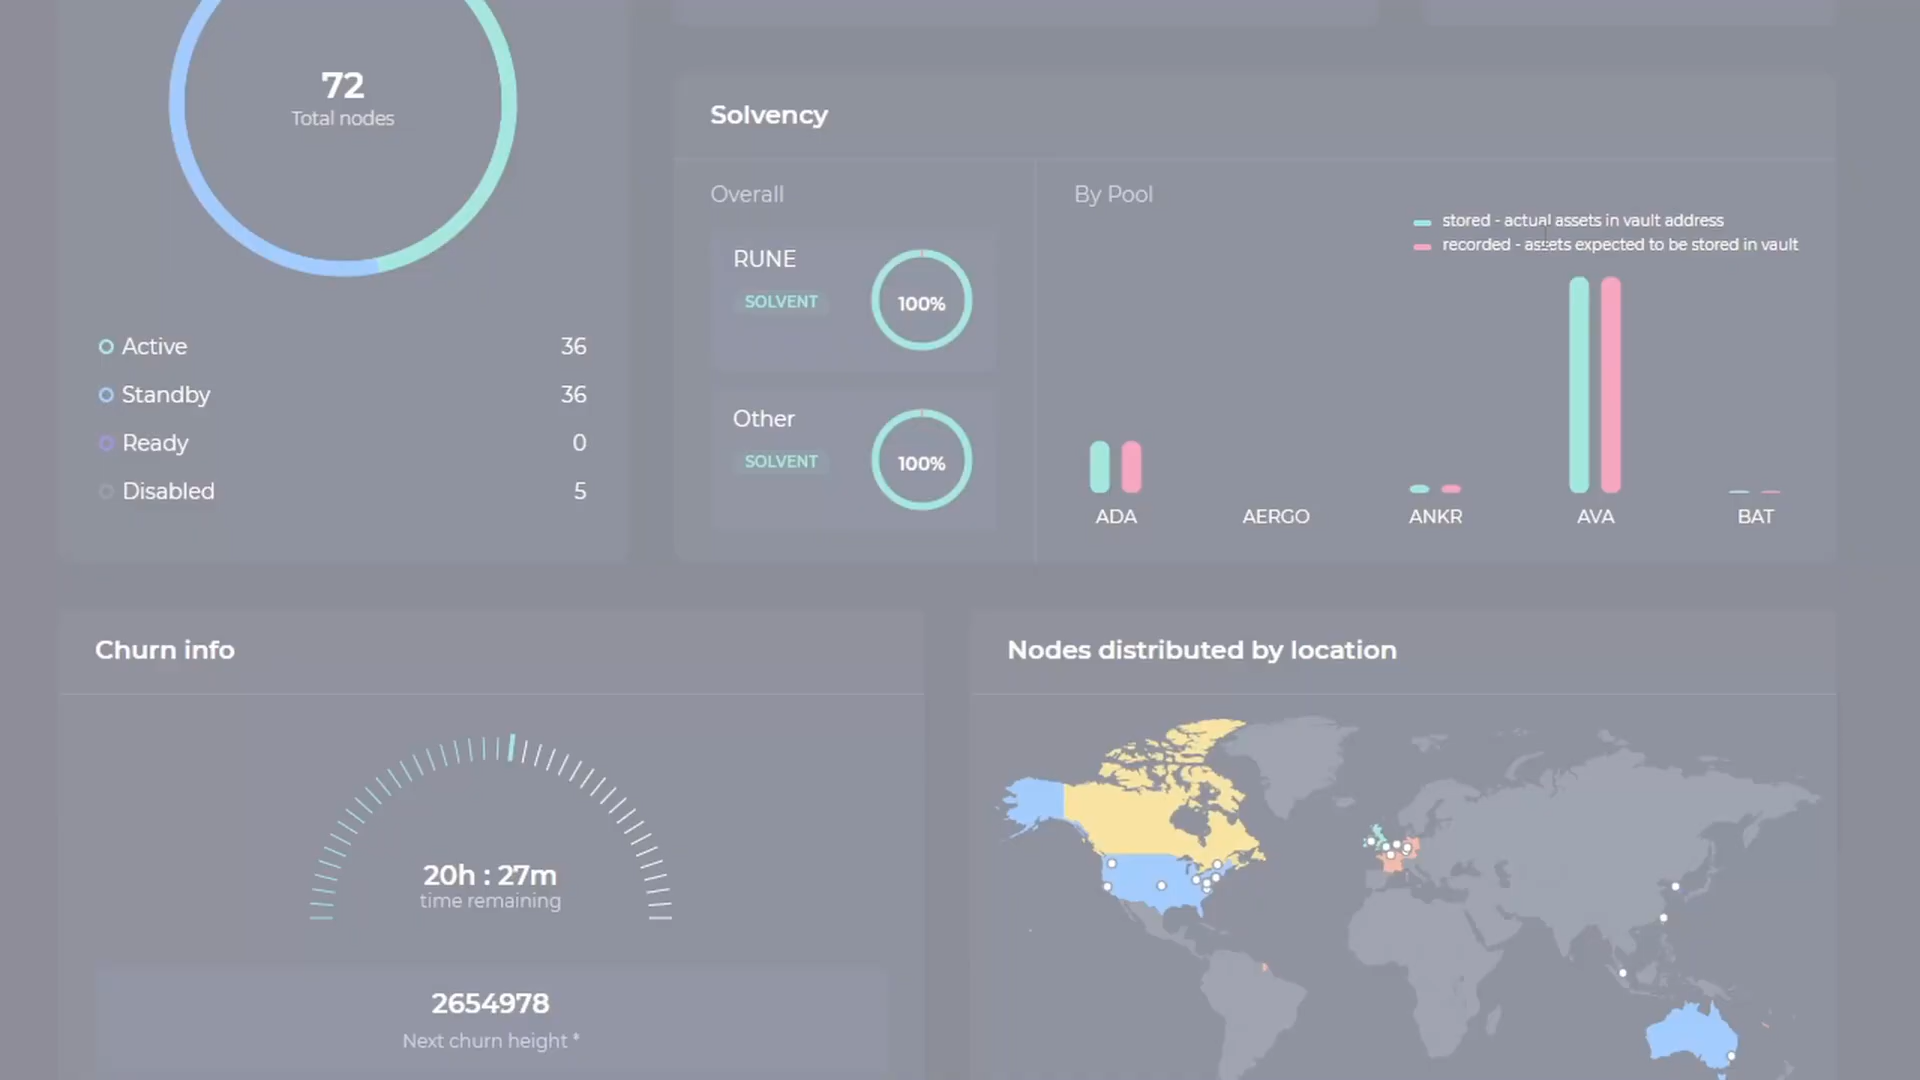 72
Total nodes
Active 36
Standby 36
Ready 0
Disabled 5
Solvency
Overall
RUNE
SOLVENT
100%
Other
SOLVENT
100%
By Pool
stored - actual assets in vault address
recorded - assets expected to be stored in vault
ADA AERGO ANKR AVA BAT
Churn info
20h : 27m
time remaining
2654978
Next churn height *
Nodes distributed by location